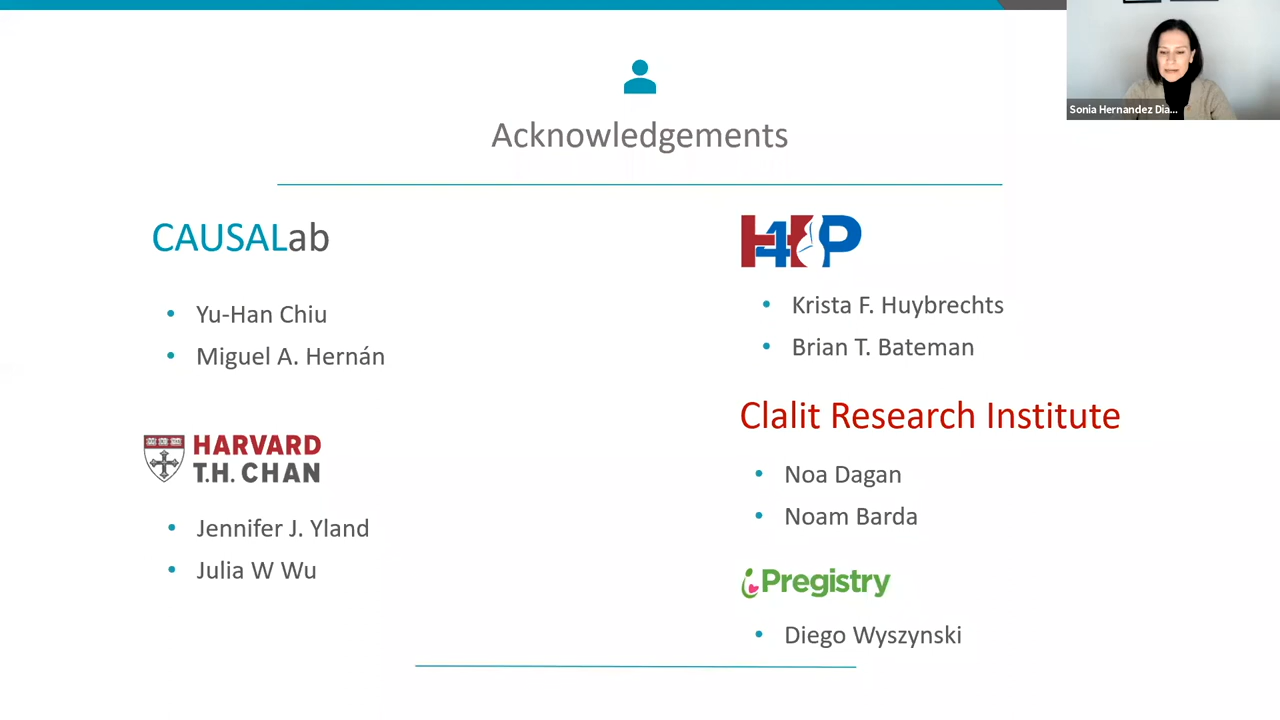 Sonia Hernandez Dia...
Acknowledgements
CAUSALab
Yu-Han Chiu
Miguel A. Hernán
HARVARD
T.H. CHAN
Jennifer J. Yland
Julia W Wu
H4P
Krista F. Huybrechts
Brian T. Bateman
Clalit Research Institute
Noa Dagan
Noam Barda
Pregistry
Diego Wyszynski